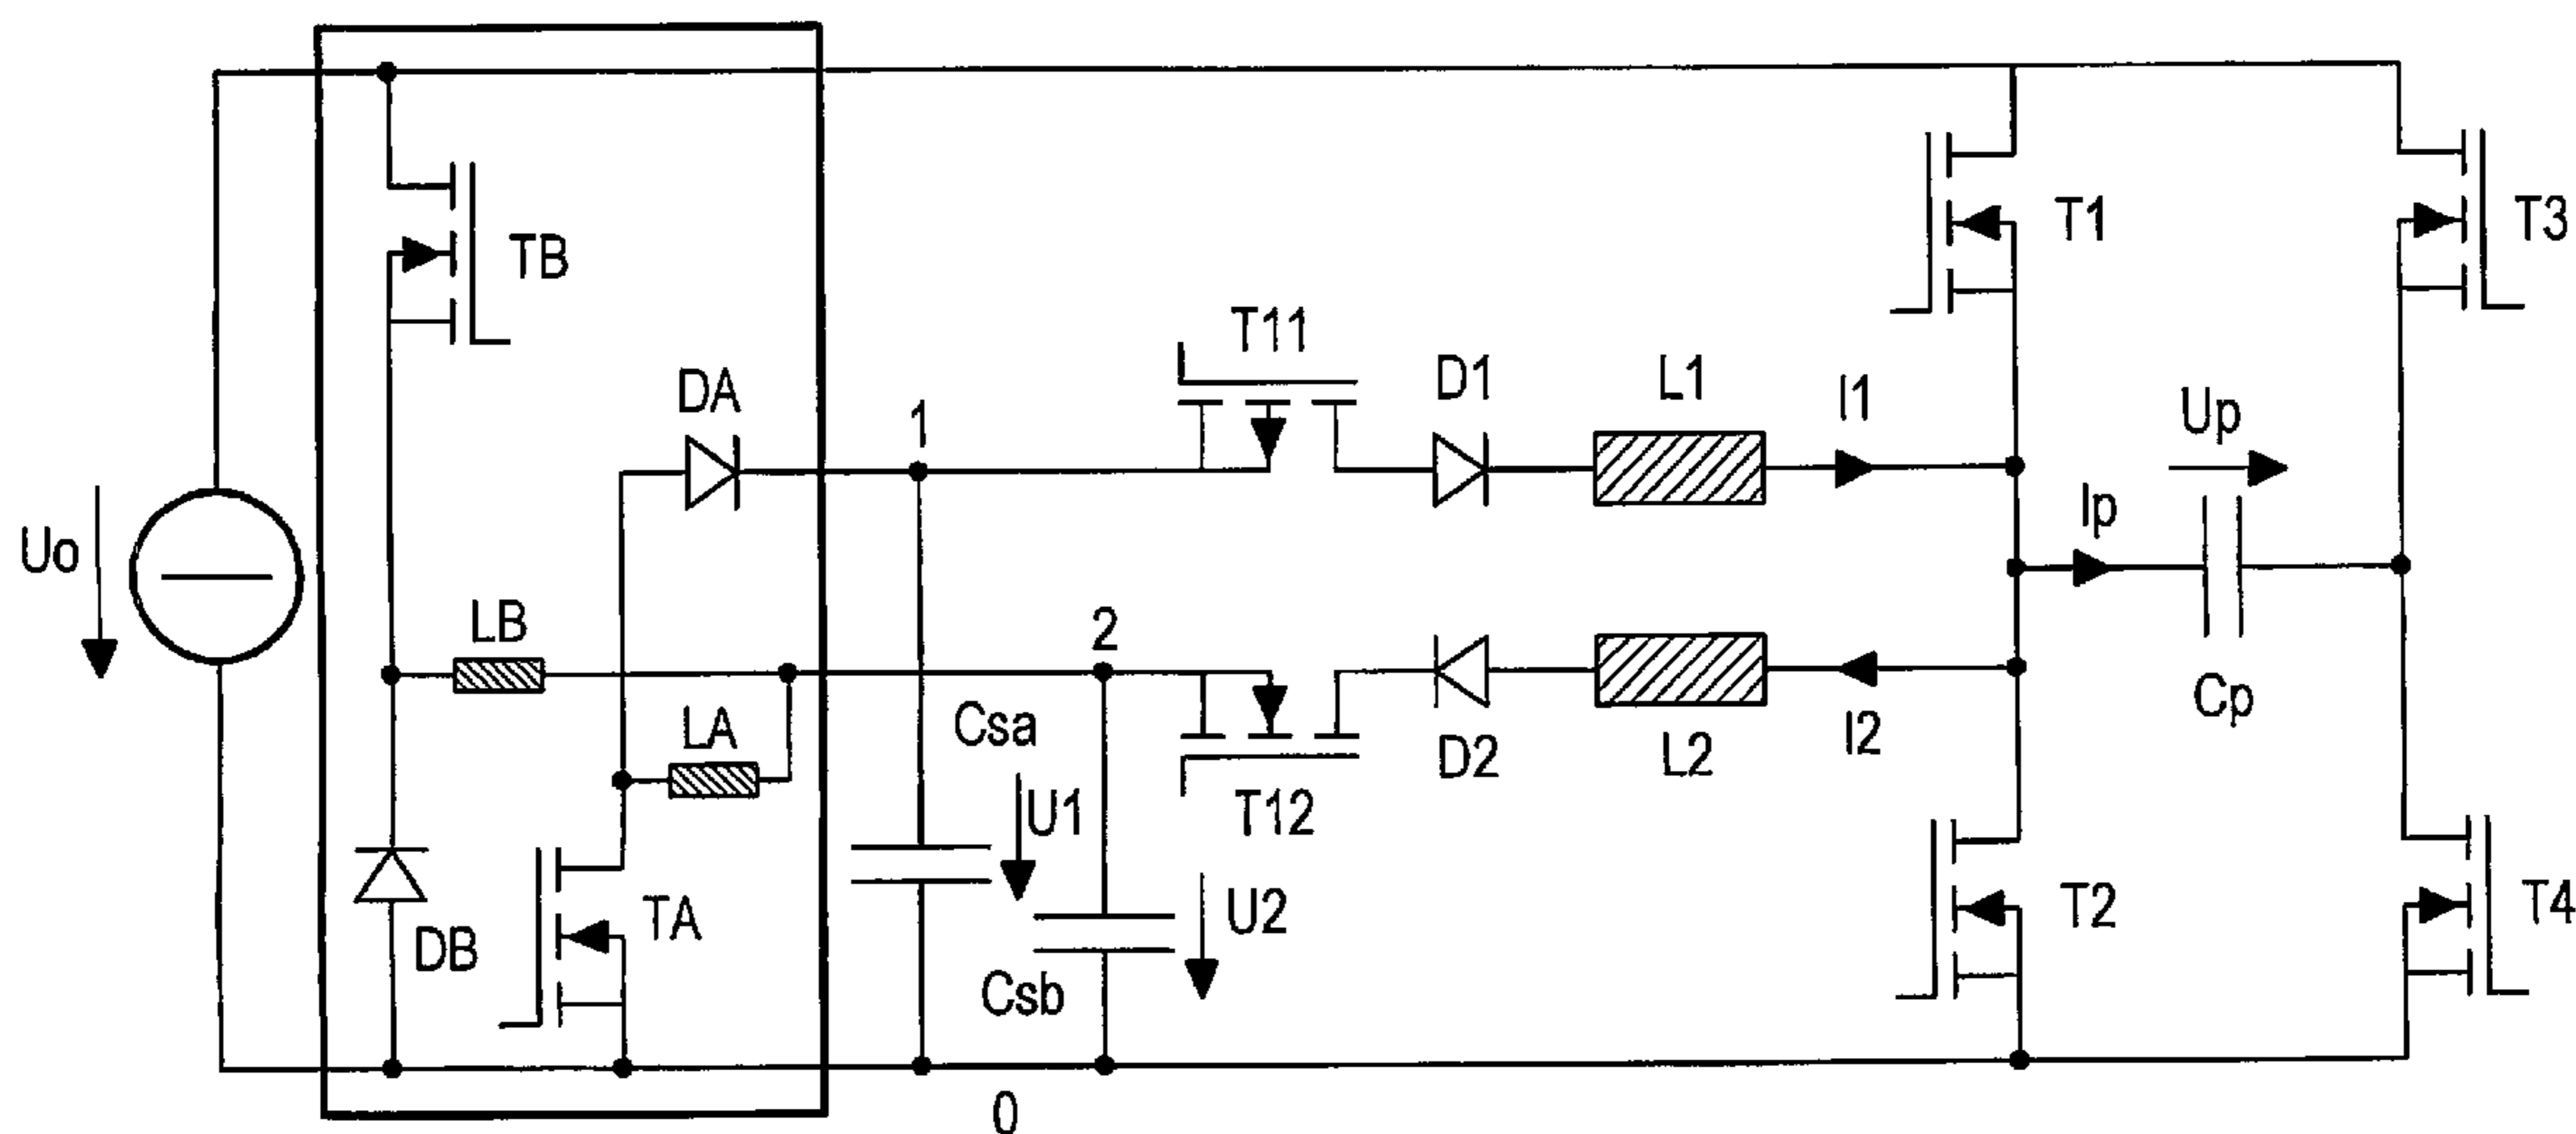 T1
T3
TB
T11
DA
D1
L1
I1
Up
1
Uo
Ip
LB
2
Csa
LA
Cp
U1
T12
D2
L2
I2
U2
TA
T2
T4
DB
Csb
0